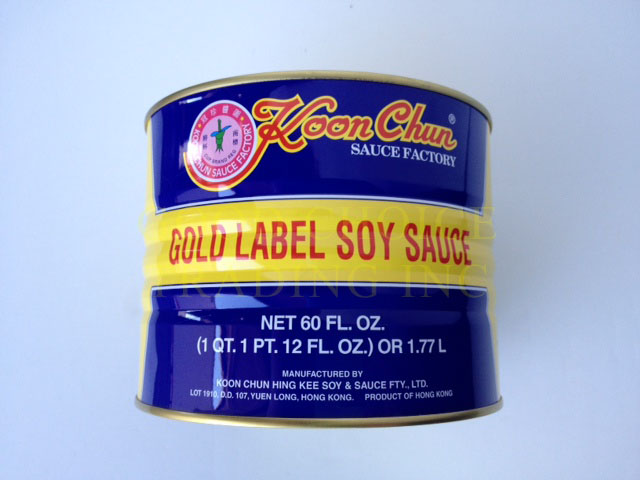 Koon Chun®
SAUCE FACTORY
GOLD LABEL SOY SAUCE
TRADING INC
NET 60 FL. OZ.
(1 QT. 1 PT. 12 FL. OZ.) OR 1.77 L
MANUFACTURED BY
KOON CHUN HING KEE SOY & SAUCE FTY., LTD.
LOT 1910, D.D. 107, YUEN LONG, HONG KONG. PRODUCT OF HONG KONG